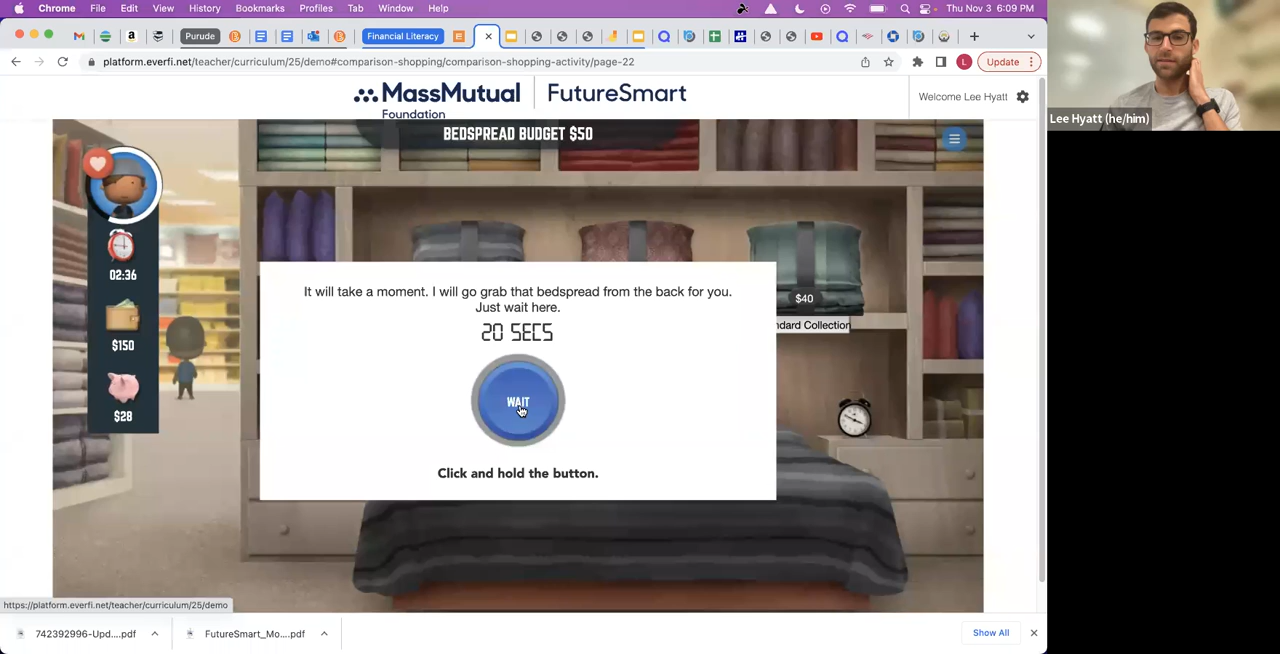 Chrome File Edit View History Bookmarks Profiles Tab Window Help
Thu Nov 3 6:09 PM
Purude
Financial Literacy
platform.everfi.net/teacher/curriculum/25/demo#comparison-shopping/comparison-shopping-activity/page-22
L
Update
MassMutual
Foundation
FutureSmart
Welcome Lee Hyatt
Lee Hyatt (he/him)
BEDSPREAD BUDGET $50
02:36
$150
$28
It will take a moment. I will go grab that bedspread from the back for you.
Just wait here.
20 SECS
WAIT
Click and hold the button.
$40
ndard Collection
https://platform.everfi.net/teacher/curriculum/25/demo
742392996-Upd....pdf
FutureSmart_Mo....pdf
Show All